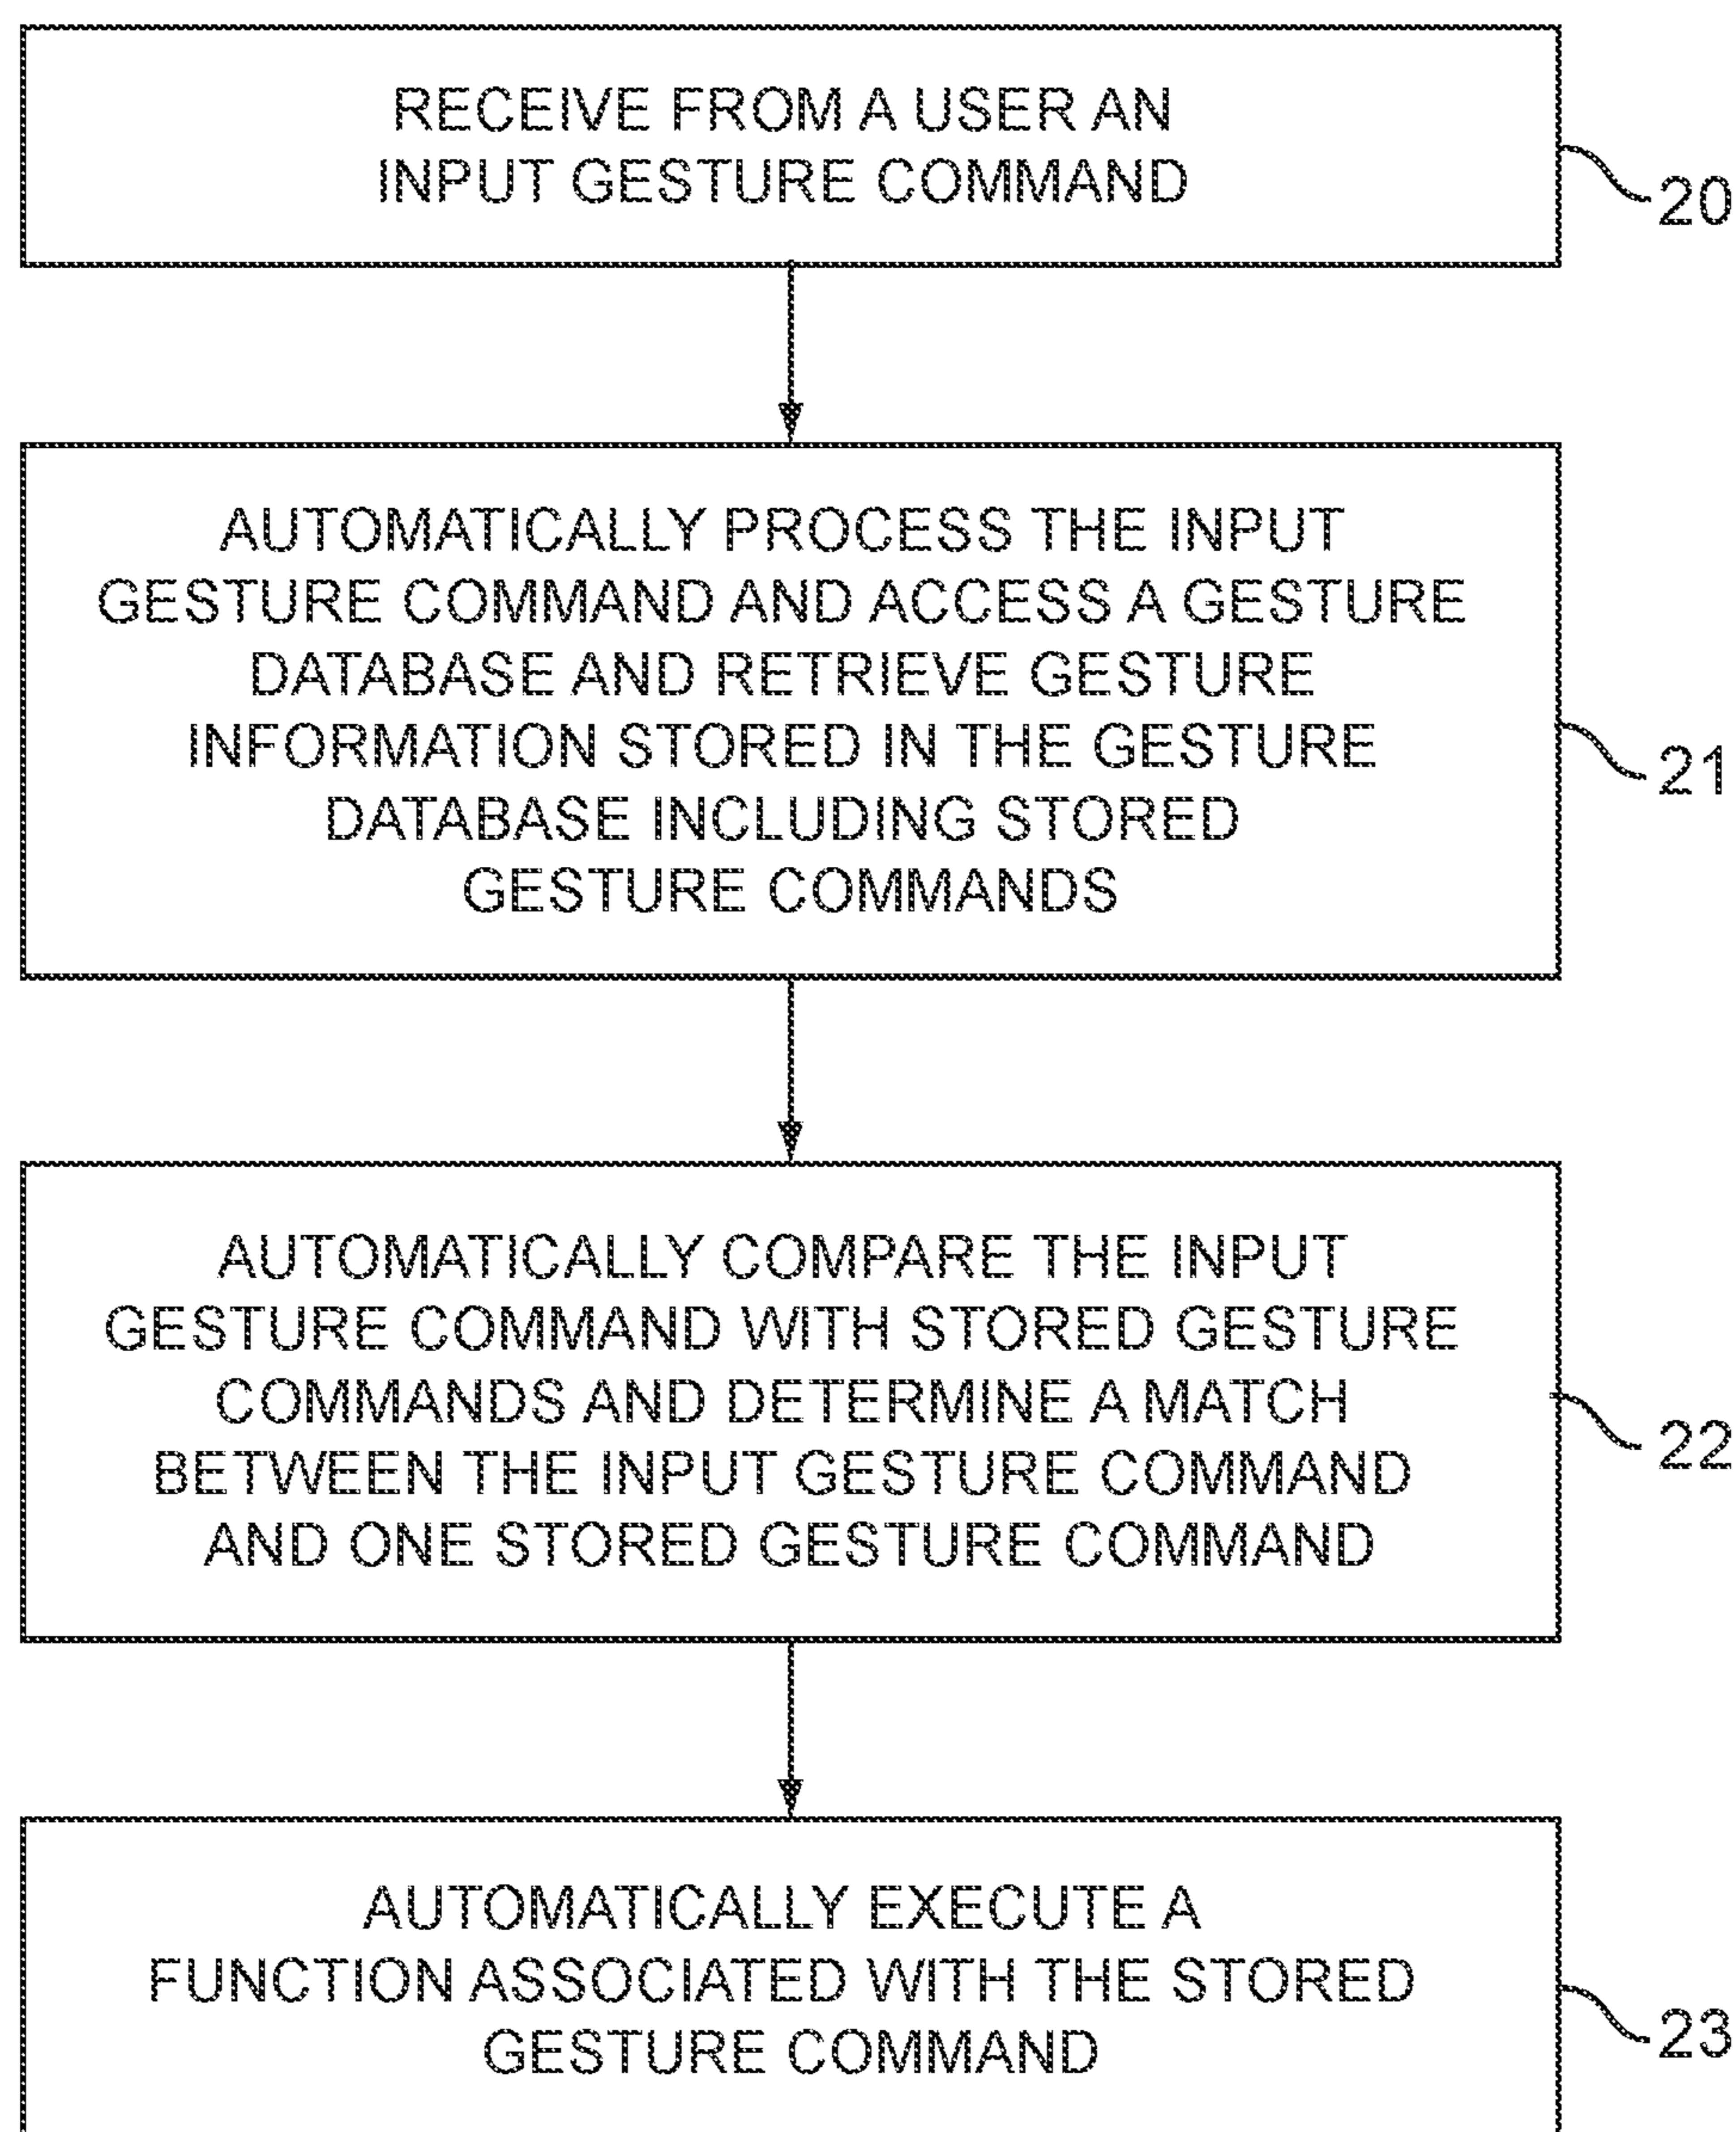 RECEIVE FROM A USER AN
INPUT GESTURE COMMAND
20
AUTOMATICALLY PROCESS THE INPUT
GESTURE COMMAND AND ACCESS A GESTURE
DATABASE AND RETRIEVE GESTURE
INFORMATION STORED IN THE GESTURE
DATABASE INCLUDING STORED
GESTURE COMMANDS
21
AUTOMATICALLY COMPARE THE INPUT
GESTURE COMMAND WITH STORED GESTURE
COMMANDS AND DETERMINE A MATCH
BETWEEN THE INPUT GESTURE COMMAND
AND ONE STORED GESTURE COMMAND
22
AUTOMATICALLY EXECUTE A
FUNCTION ASSOCIATED WITH THE STORED
GESTURE COMMAND
23